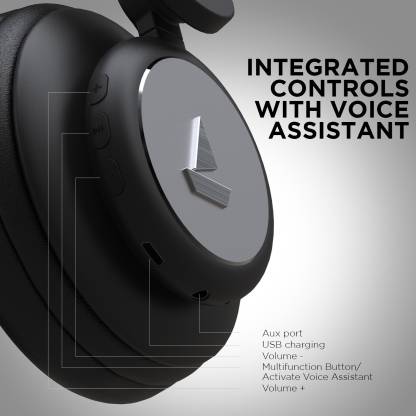 INTEGRATED
CONTROLS
WITH VOICE
ASSISTANT
Aux port
USB charging
Volume -
Multifunction Button/
Activate Voice Assistant
Volume +